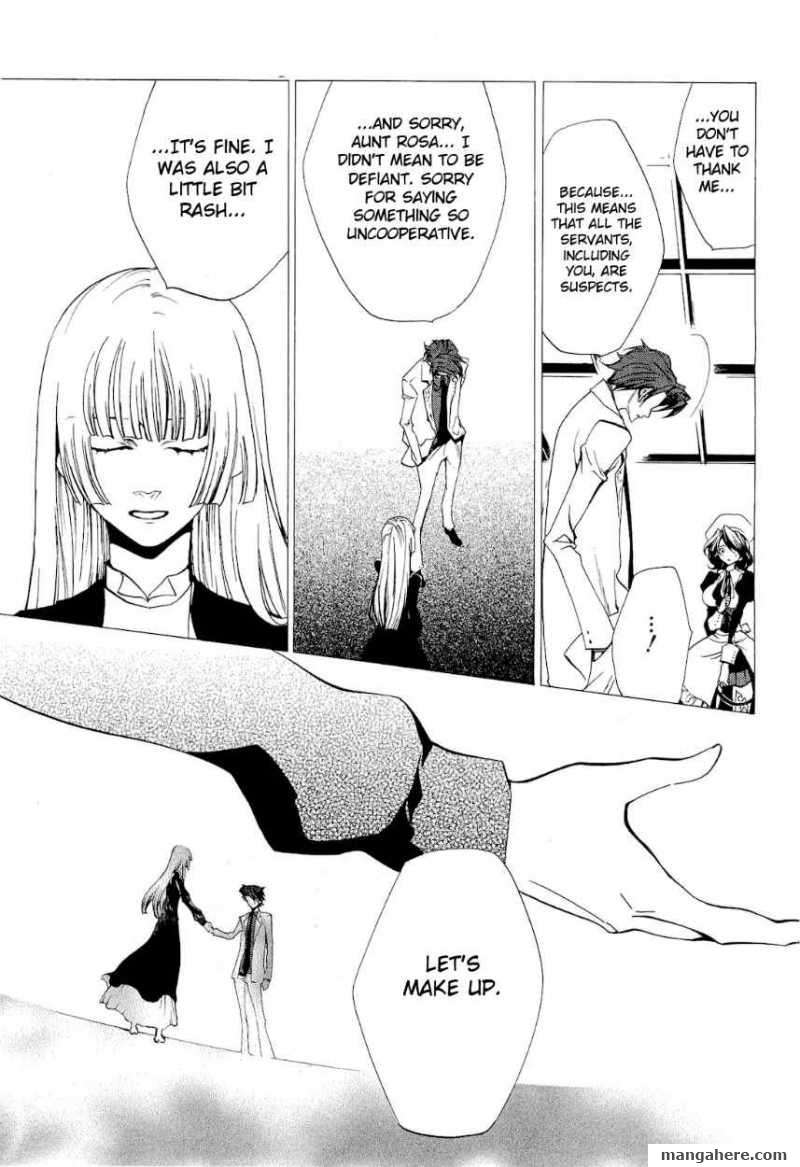 ...YOU
DON'T
HAVE TO
THANK
ME...
BECAUSE...
THIS MEANS
THAT ALL THE
SERVANTS,
INCLUDING
YOU, ARE
SUSPECTS.
...!
...AND SORRY,
AUNT ROSA... I
DIDN'T MEAN TO BE
DEFIANT. SORRY
FOR SAYING
SOMETHING SO
UNCOOPERATIVE.
...IT'S FINE. I
WAS ALSO A
LITTLE BIT
RASH...
LET'S
MAKE UP.
mangahere.com